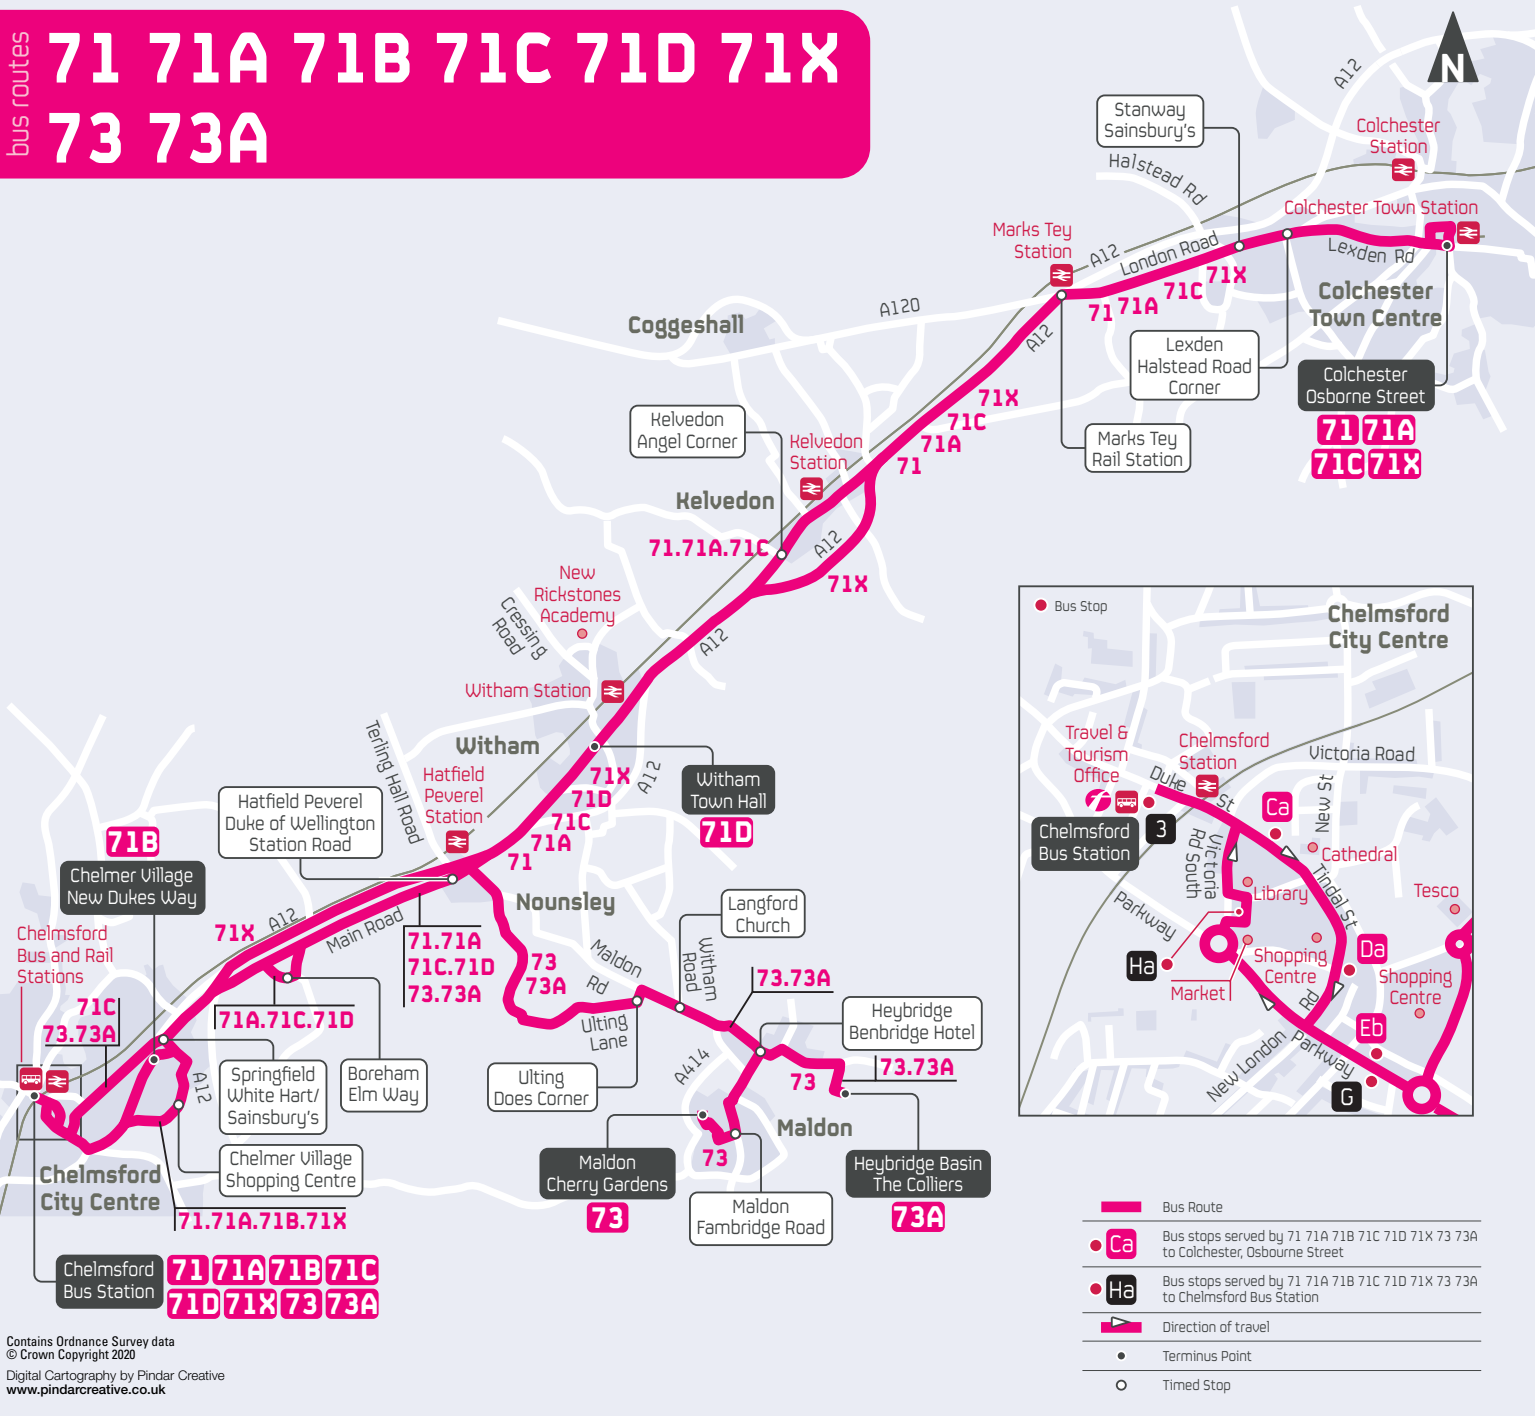 bus routes
71 71A 71B 71C 71D 71X
73 73A
N
A12
Stanway
Sainsbury's
Colchester
Station
Halstead Rd
Colchester Town Station
Marks Tey
Station
A12
London Road
Lexden Rd
71X
71C
71A
71
Colchester
Town Centre
A120
Coggeshall
A12
Lexden
Halstead Road
Corner
Colchester
Osborne Street
71 71A
71C 71X
71X
71C
71A
71
Kelvedon
Angel Corner
Kelvedon
Station
Marks Tey
Rail Station
Kelvedon
71.71A.71C
A12
71X
New
Rickstones
Academy
Cressing
Road
A12
Witham Station
Terling Hall Road
Witham
Hatfield
Peverel
Station
71X
71D
71C
71A
71
A12
Witham
Town Hall
71D
Hatfield Peverel
Duke of Wellington
Station Road
71B
Chelmer Village
New Dukes Way
Nounsley
Langford
Church
A12
71X
Main Road
Chelmsford
Bus and Rail
Stations
71.71A
71C.71D
73.73A
73
73A
Maldon
Rd
Witham
Road
73.73A
71C
73.73A
71A.71C.71D
Ulting
Lane
Heybridge
Benbridge Hotel
A12
Springfield
White Hart/
Sainsbury's
Boreham
Elm Way
Ulting
Does Corner
A414
73
73.73A
Maldon
Chelmer Village
Shopping Centre
Maldon
Cherry Gardens
73
73
Heybridge Basin
The Colliers
73A
Maldon
Fambridge Road
Chelmsford
City Centre
71.71A.71B.71X
Chelmsford
Bus Station
71 71A 71B 71C
71D 71X 73 73A
Contains Ordnance Survey data
© Crown Copyright 2020
Digital Cartography by Pindar Creative
www.pindarcreative.co.uk
Bus Stop
Chelmsford
City Centre
Travel &
Tourism
Office
Chelmsford
Station
Victoria Road
Duke
St
Ca
New St
Chelmsford
Bus Station
3
Victoria
Rd South
Cathedral
Tindal St
Library
Tesco
Parkway
Ha
Shopping
Centre
Da
Shopping
Centre
Market
Rd
New London
Parkway
Eb
G
Bus Route
Ca
Bus stops served by 71 71A 71B 71C 71D 71X 73 73A
to Colchester, Osbourne Street
Ha
Bus stops served by 71 71A 71B 71C 71D 71X 73 73A
to Chelmsford Bus Station
Direction of travel
Terminus Point
Timed Stop